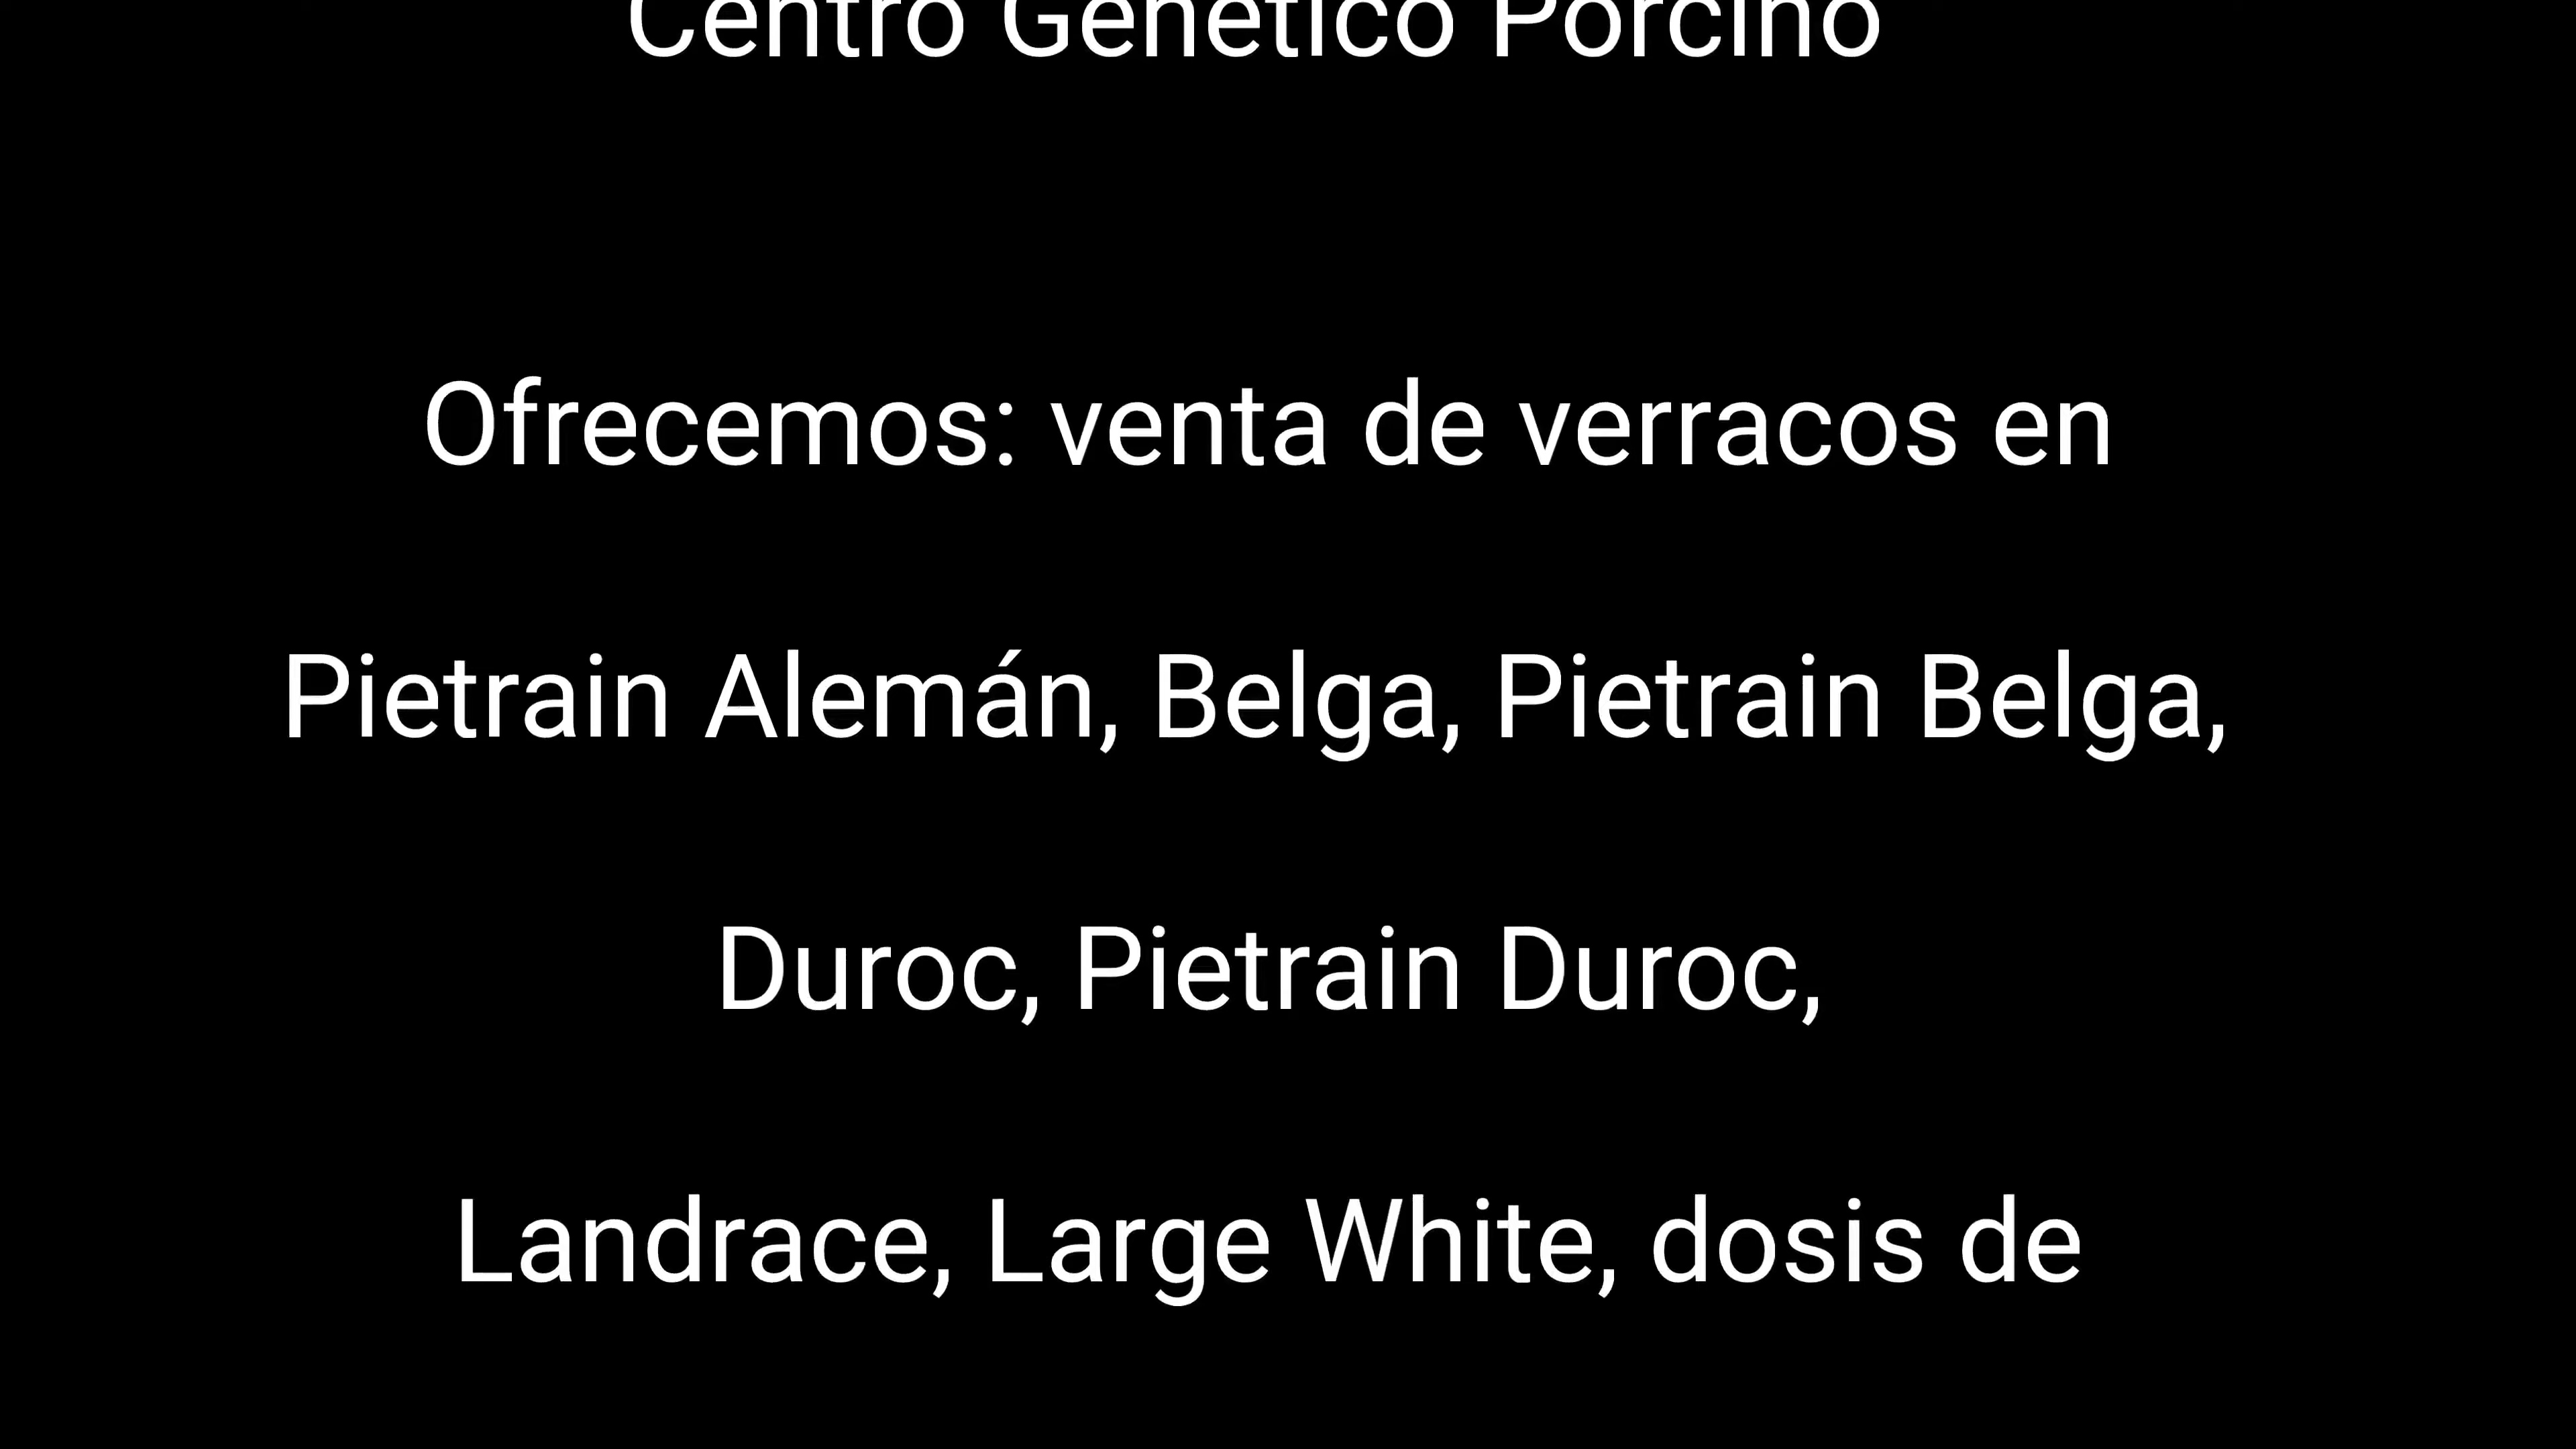 Centro Genético Porcino
Ofrecemos: venta de verracos en
Pietrain Alemán, Belga, Pietrain Belga,
Duroc, Pietrain Duroc,
Landrace, Large White, dosis de